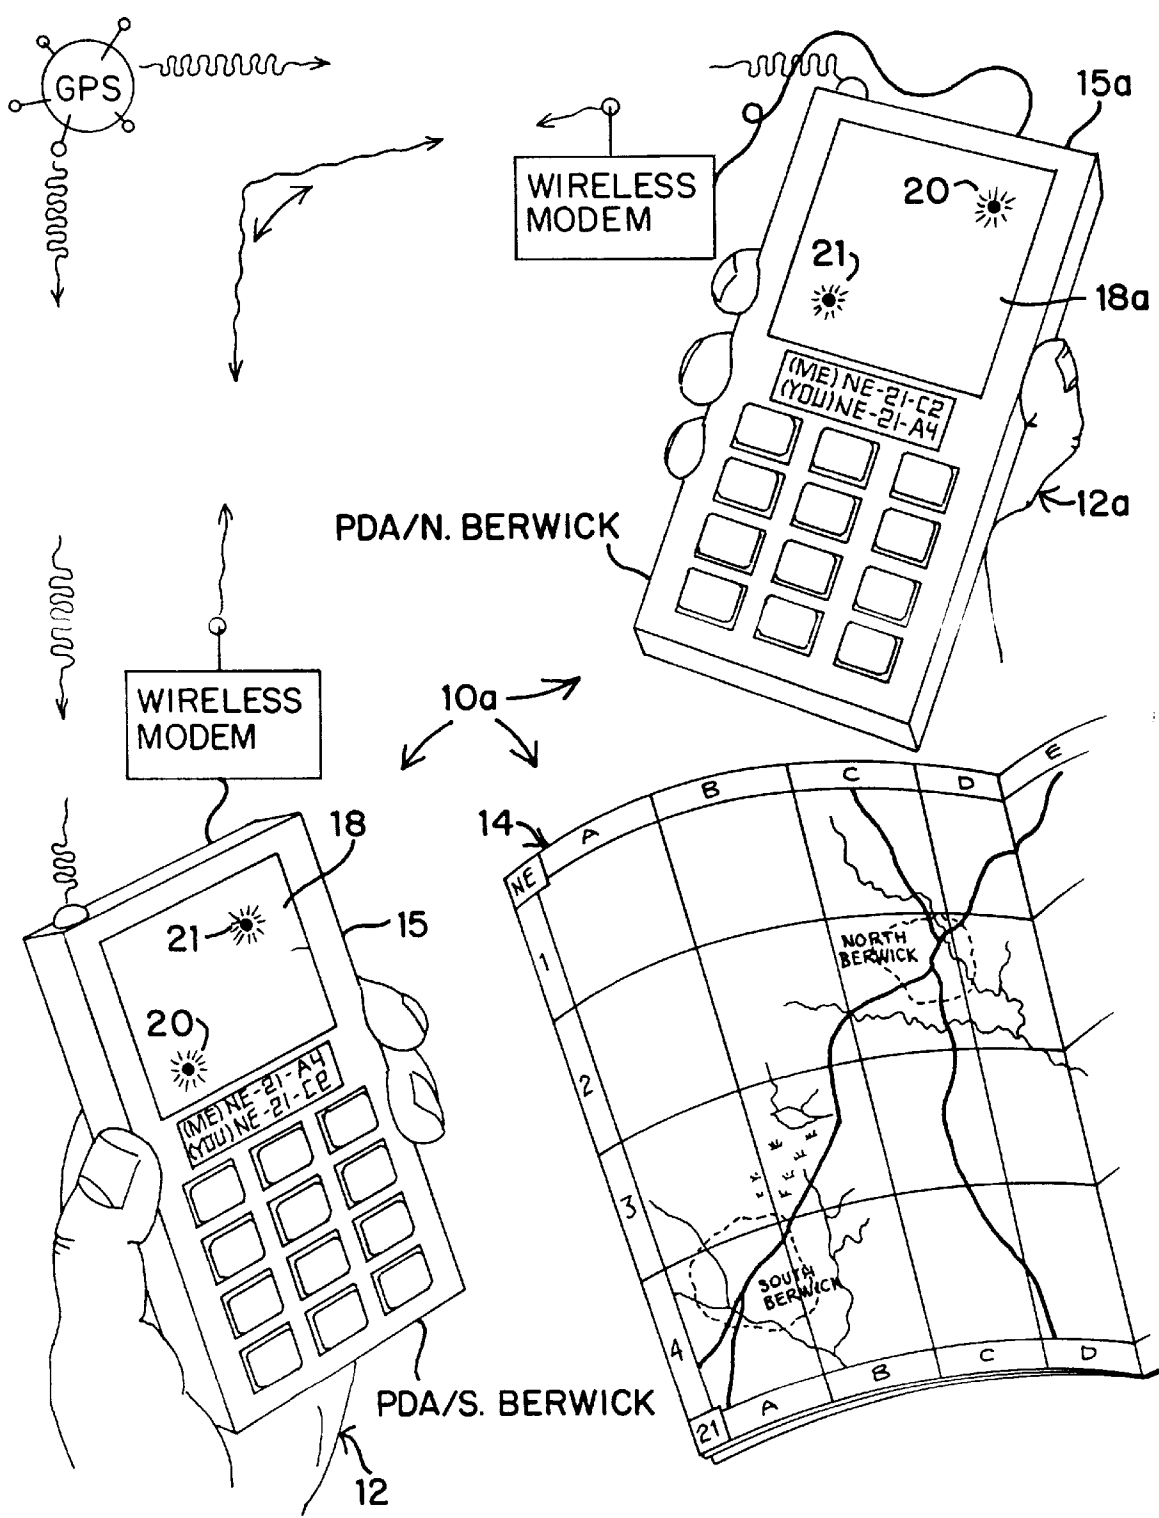 GPS
15a
WIRELESS
MODEM
20
21
18a
(ME) NE-21-C2
(YOU) NE-21-A4
12a
PDA/N. BERWICK
WIRELESS
MODEM
10a
18
14
21
15
20
(ME) NE-21-A4
(YOU) NE-21-C2
PDA/S. BERWICK
12
NE
A
B
C
D
E
1
2
3
4
NORTH
BERWICK
SOUTH
BERWICK
21
A
B
C
D